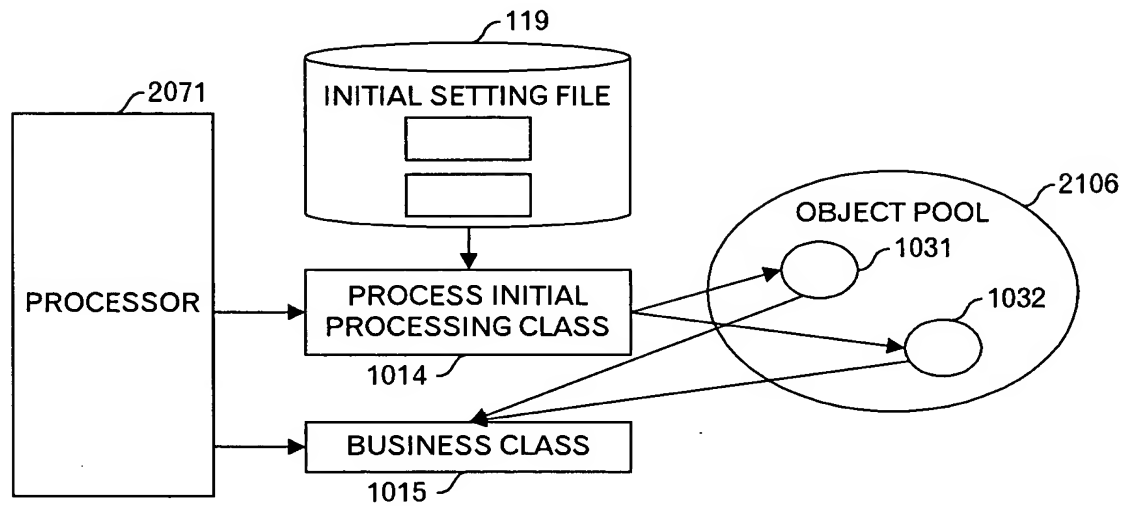 119
INITIAL SETTING FILE
2071
PROCESSOR
PROCESS INITIAL
PROCESSING CLASS
1014
BUSINESS CLASS
1015
2106
OBJECT POOL
1031
1032